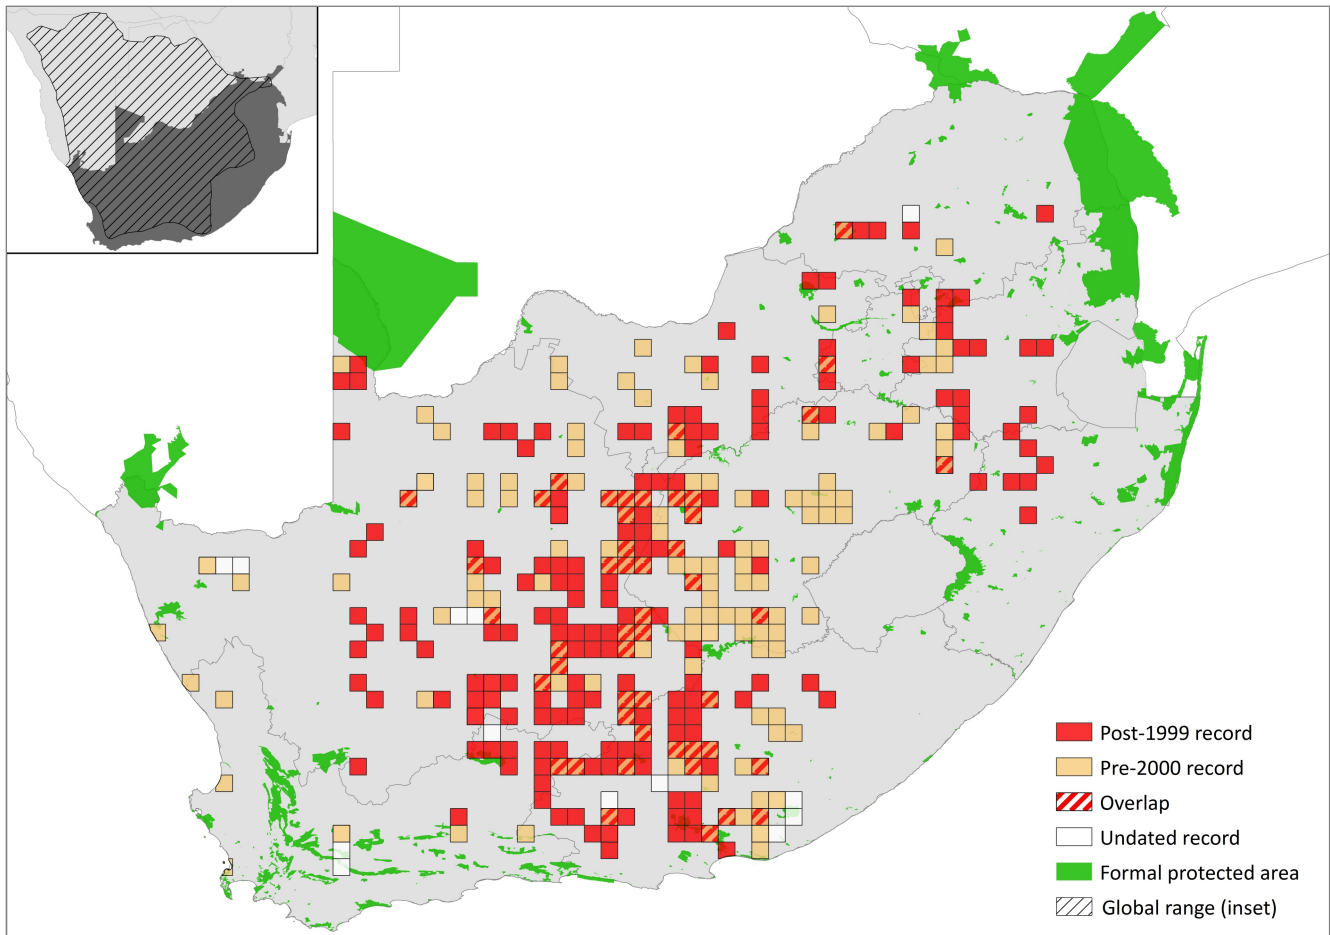 Post-1999 record
Pre-2000 record
Overlap
Undated record
Formal protected area
Global range (inset)